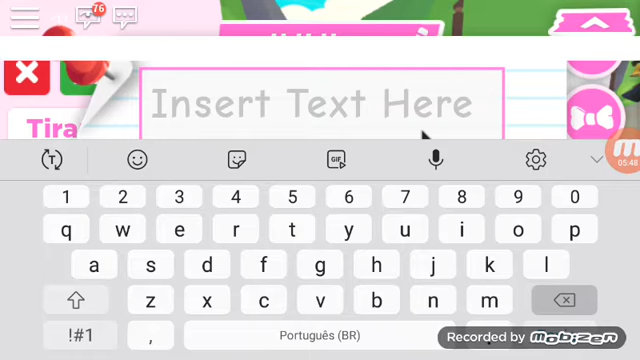 76
Insert Text Here
Tira
05:48
GIF
1 2 3 4 5 6 7 8 9 0
q w e r t y u i o p
a s d f g h j k l
z x c v b n m
!#1 , Português (BR)
Recorded by mobizen